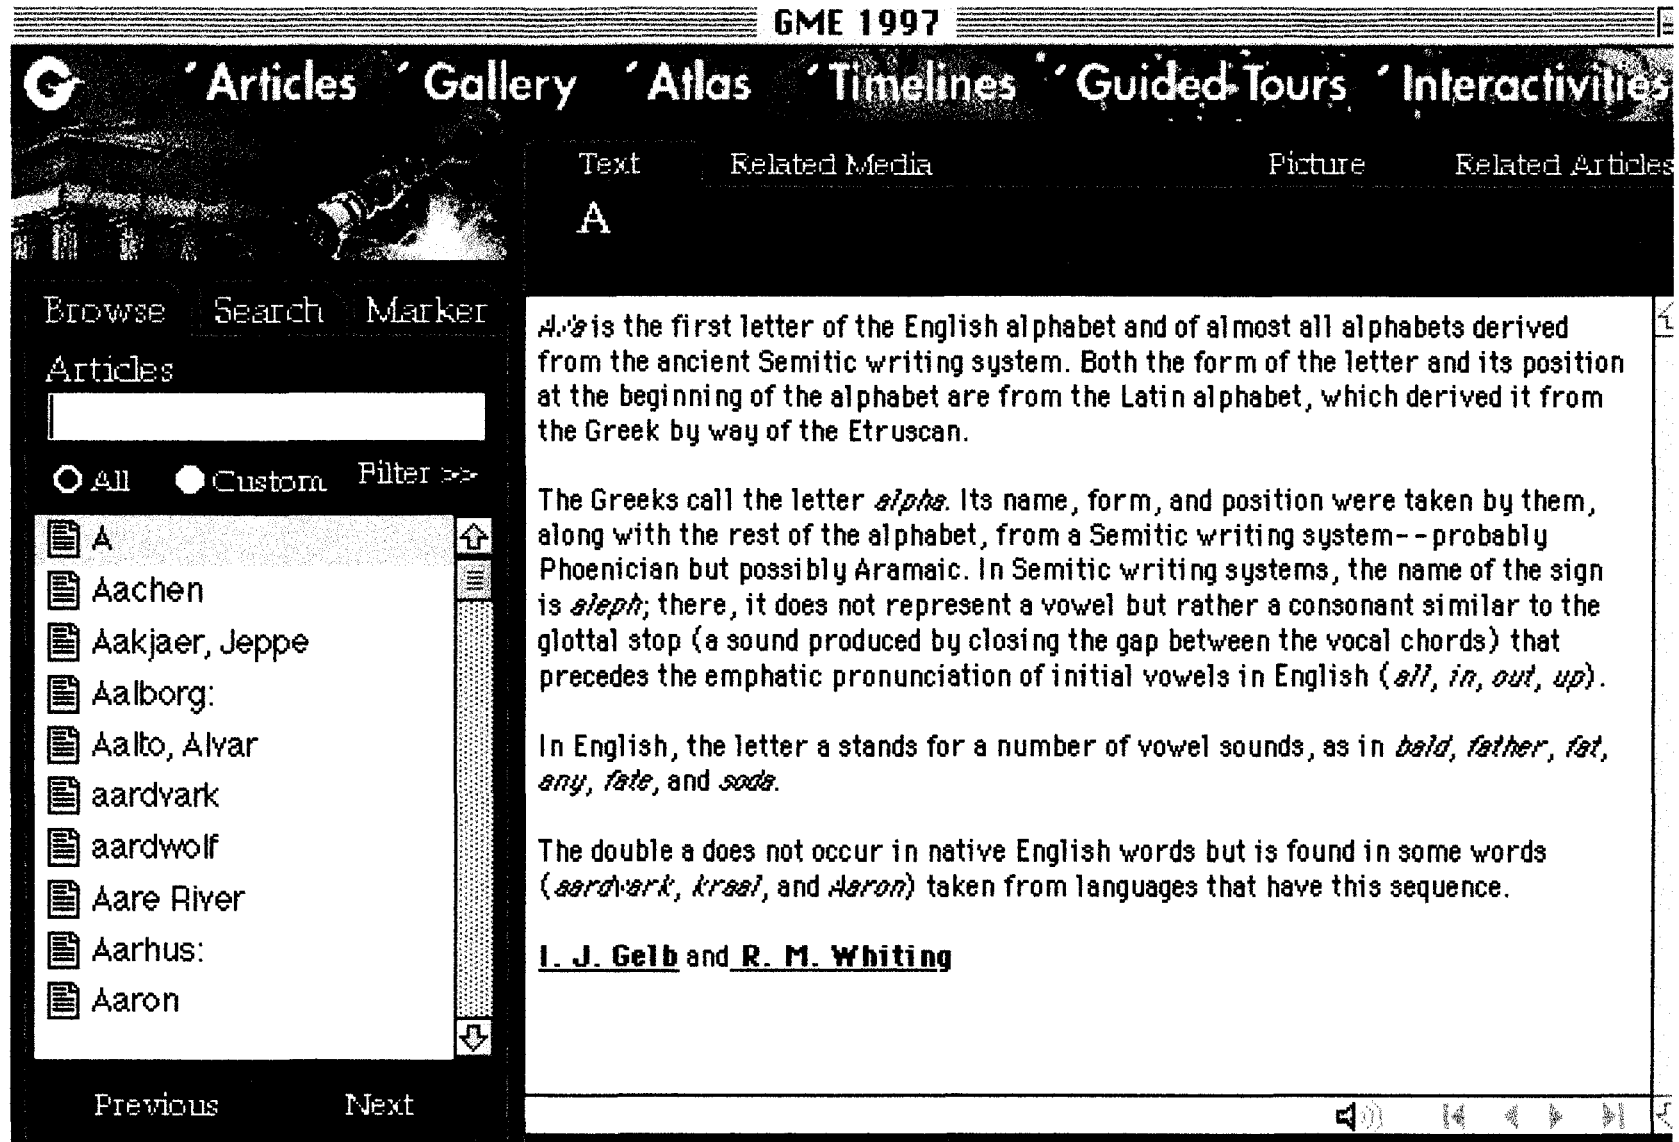 GME 1997
Articles Gallery Atlas Timelines Guided Tours Interactivities
Text Related Media Picture Related Articles
A
Browse Search Marker
Articles
All Custom Filter >>
A
Aachen
Aakjaer, Jeppe
Aalborg:
Aalto, Alvar
aardvark
aardwolf
Aare River
Aarhus:
Aaron
Previous Next
is the first letter of the English alphabet and of almost all alphabets derived
from the ancient Semitic writing system. Both the form of the letter and its position
at the beginning of the alphabet are from the Latin alphabet, which derived it from
the Greek by way of the Etruscan.
The Greeks call the letter alpha. Its name, form, and position were taken by them,
along with the rest of the alphabet, from a Semitic writing system--probably
Phoenician but possibly Aramaic. In Semitic writing systems, the name of the sign
is aleph; there, it does not represent a vowel but rather a consonant similar to the
glottal stop (a sound produced by closing the gap between the vocal chords) that
precedes the emphatic pronunciation of initial vowels in English (all, in, out, up).
In English, the letter a stands for a number of vowel sounds, as in bald, father, fat,
any, fate, and soda.
The double a does not occur in native English words but is found in some words
(aardvark, kraal, and Aaron) taken from languages that have this sequence.
I. J. Gelb and R. M. Whiting